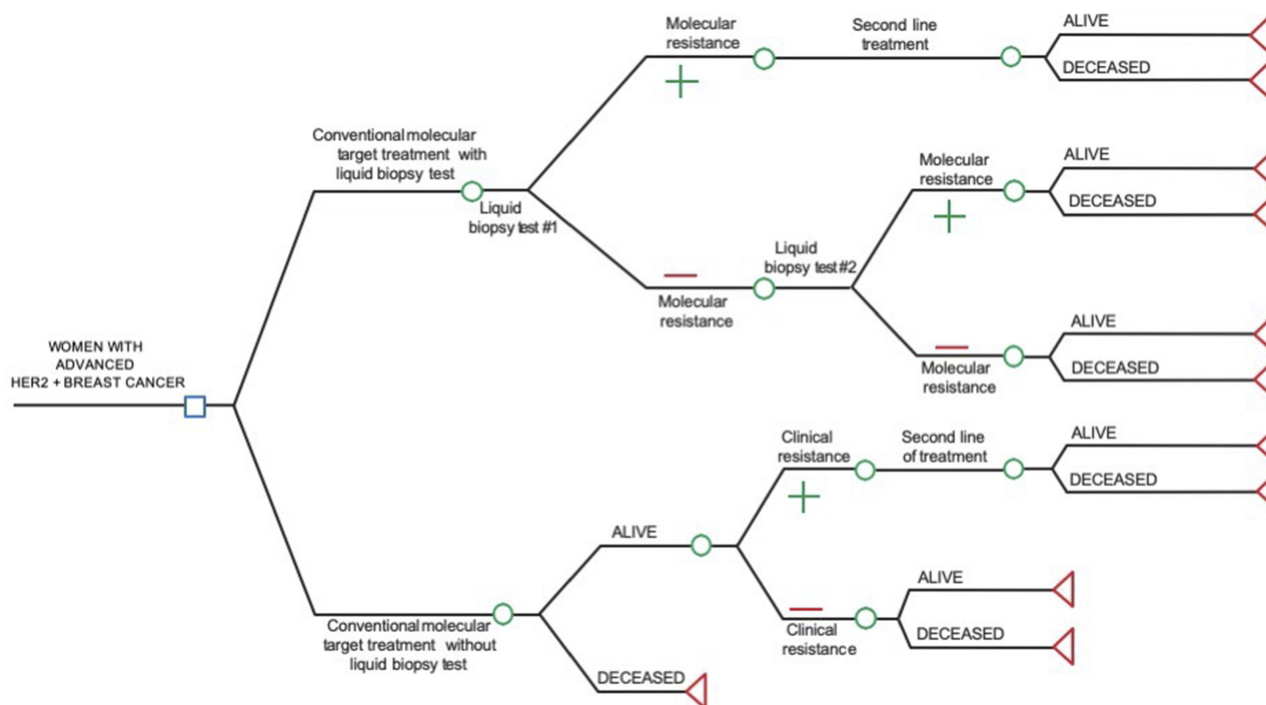 Molecular
resistance
Second line
treatment
ALIVE
DECEASED
Conventional molecular
target treatment with
liquid biopsy test
Liquid
biopsy test #1
Molecular
resistance
ALIVE
DECEASED
Liquid
biopsy test #2
Molecular
resistance
ALIVE
DECEASED
Molecular
resistance
WOMEN WITH
ADVANCED
HER2 + BREAST CANCER
Clinical
resistance
Second line
of treatment
ALIVE
DECEASED
ALIVE
Clinical
resistance
ALIVE
DECEASED
Conventional molecular
target treatment without
liquid biopsy test
DECEASED